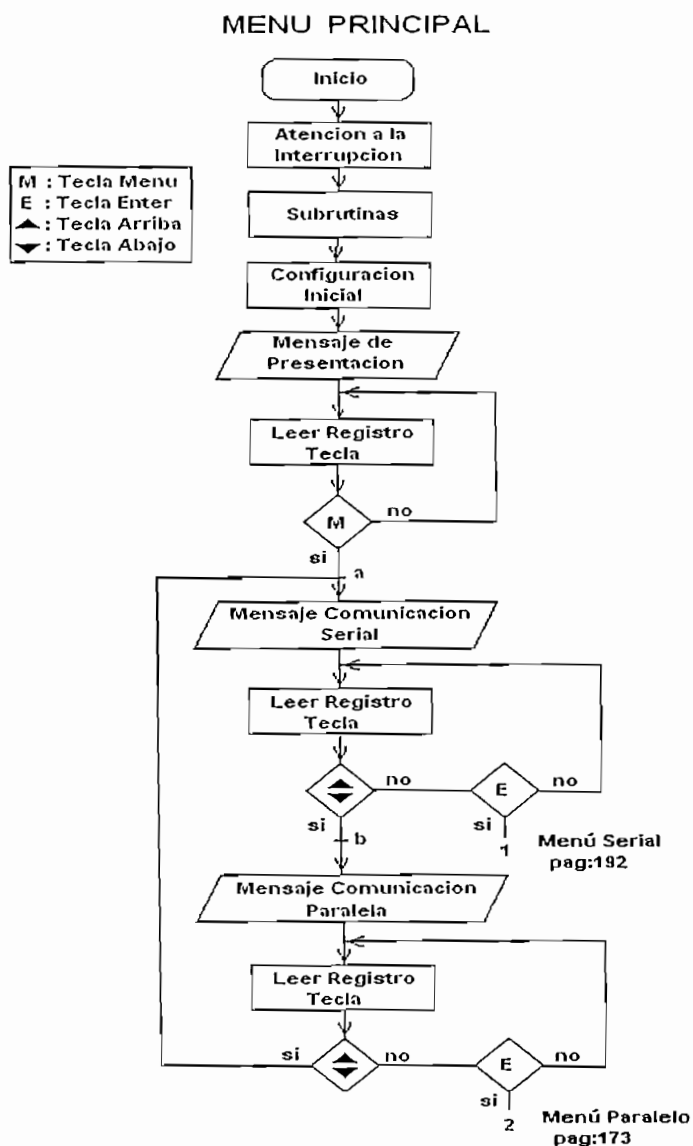 MENU PRINCIPAL
Inicio
Atencion a la
Interrupcion
M : Tecla Menu
E : Tecla Enter
: Tecla Arriba
: Tecla Abajo
Subrutinas
Configuracion
Inicial
Mensaje de
Presentacion
Leer Registro
Tecla
M
no
si
a
Mensaje Comunicacion
Serial
Leer Registro
Tecla
no
E
no
si
b
si
1
Menú Serial
pag:192
Mensaje Comunicacion
Paralela
Leer Registro
Tecla
si
no
E
no
si
2
Menú Paralelo
pag:173